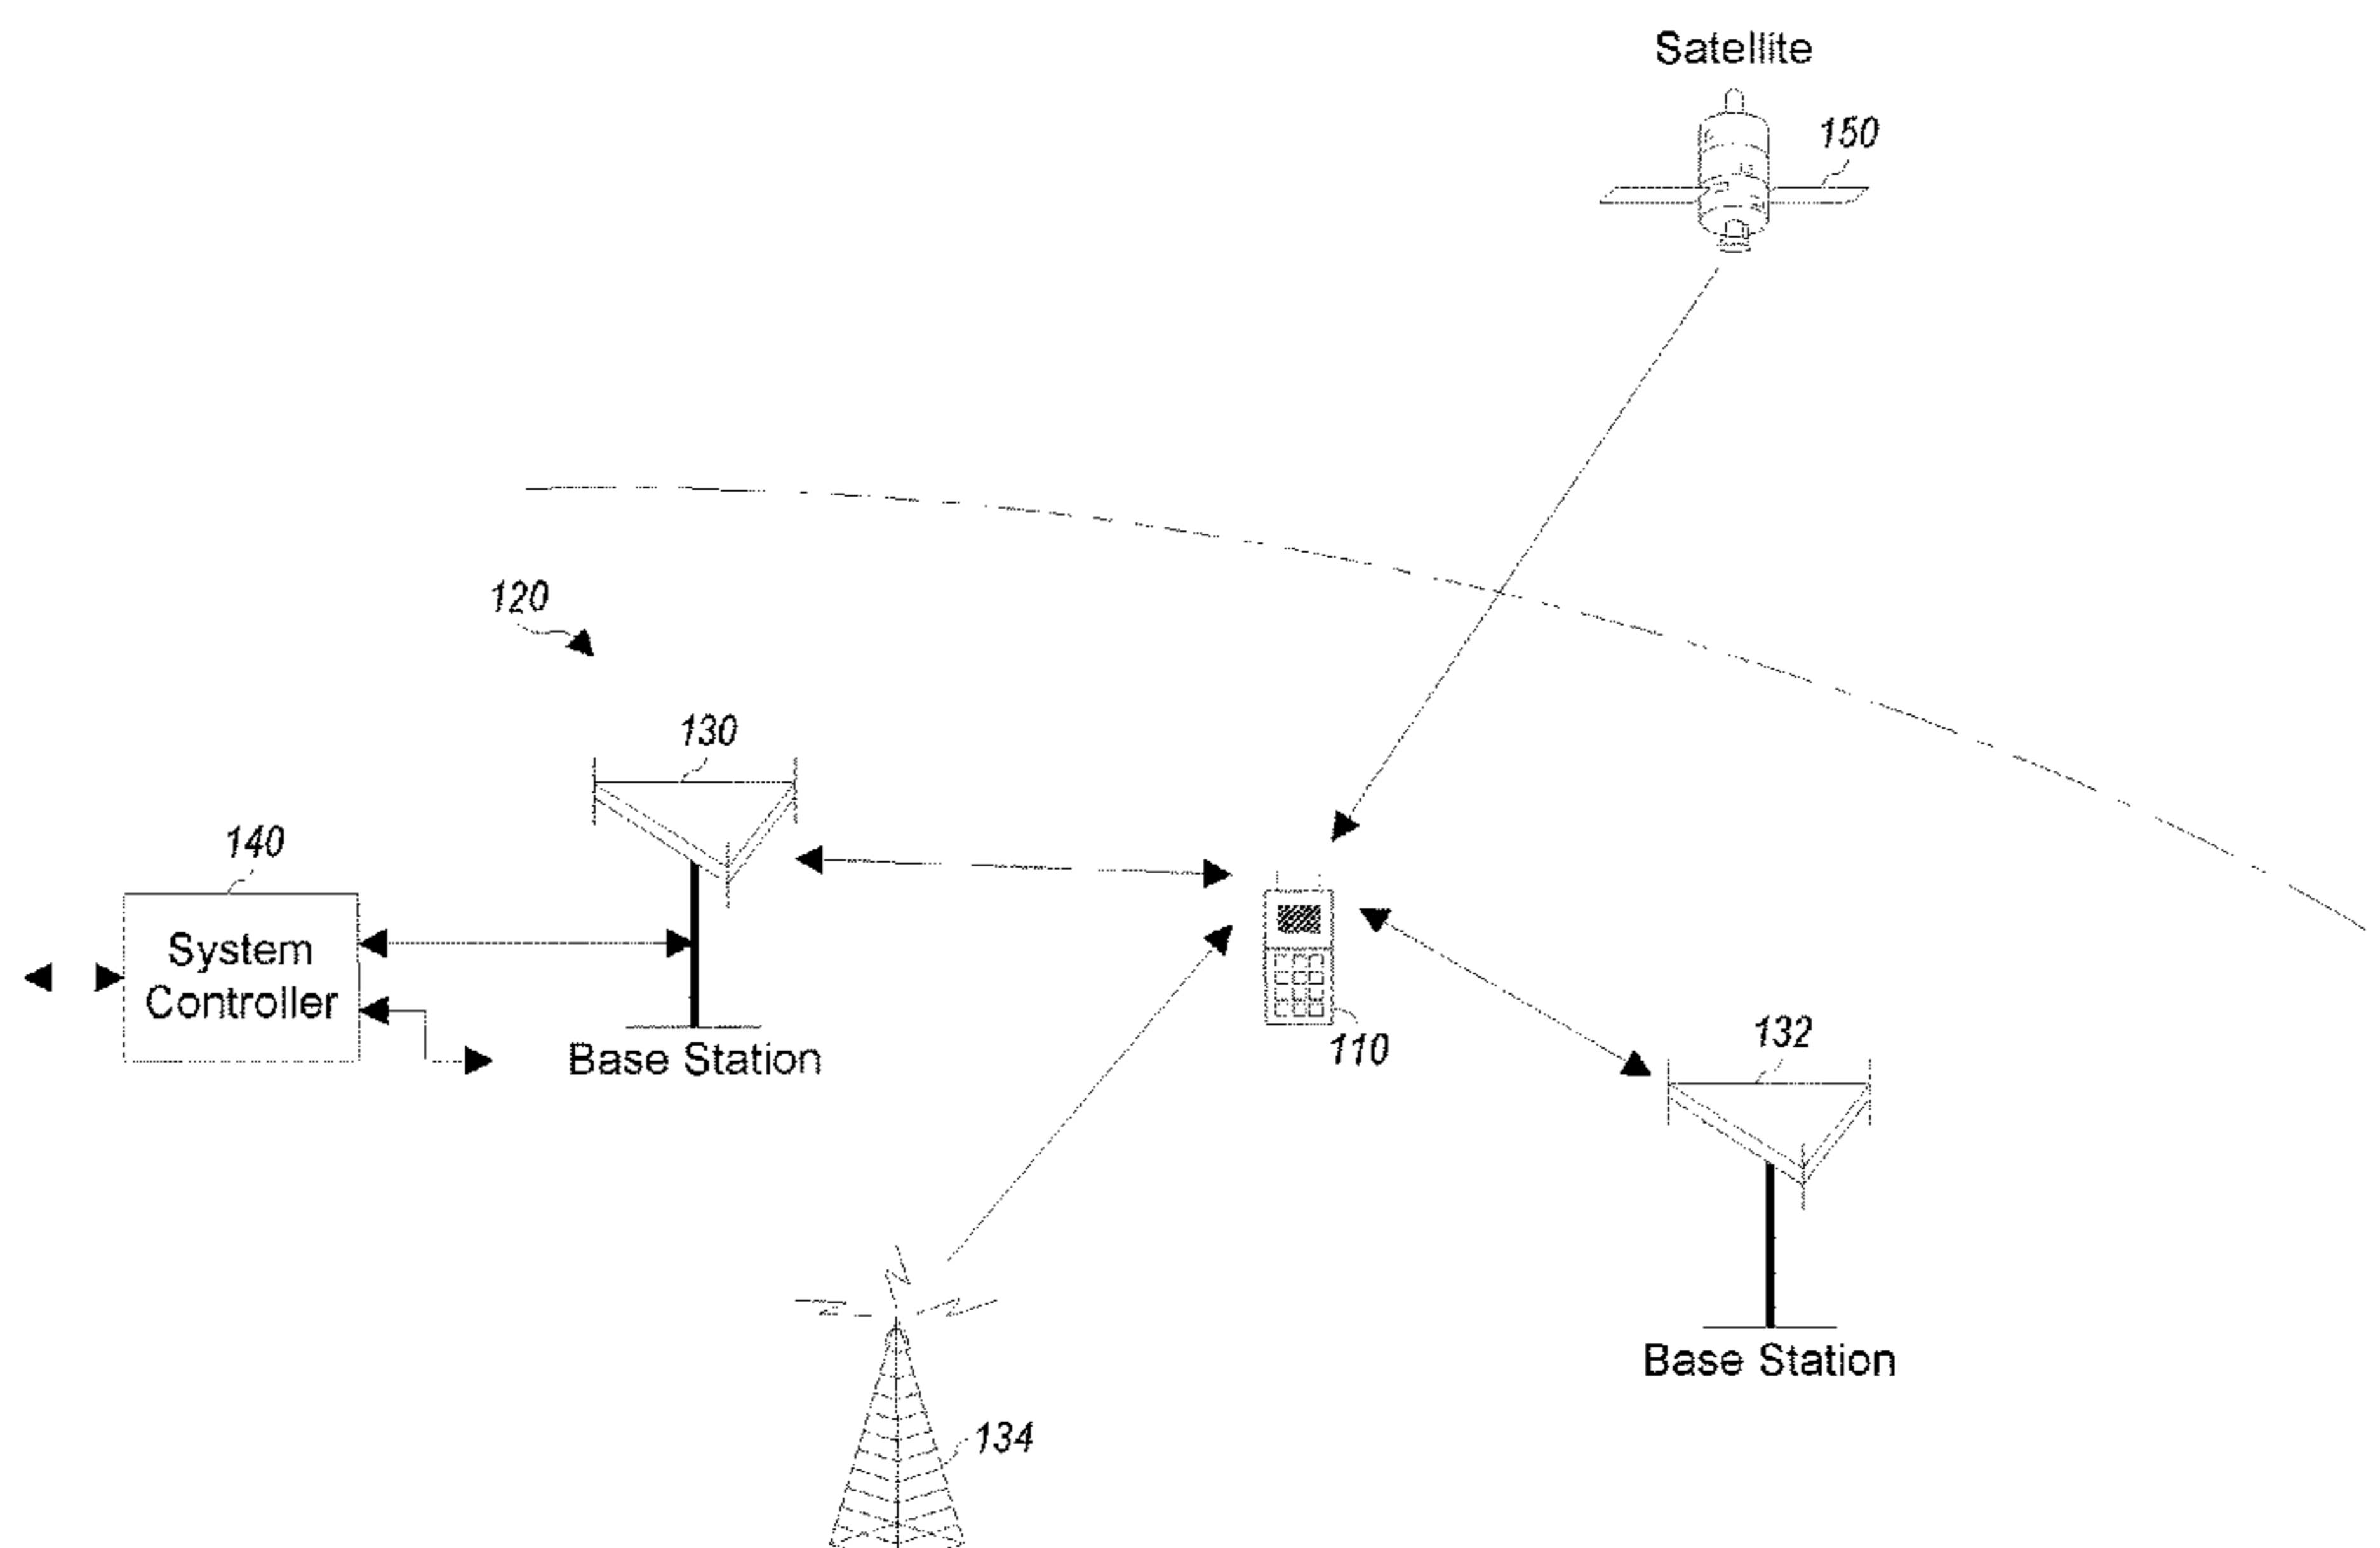 Satellite
150
120
130
140
System
Controller
Base Station
110
132
Base Station
134